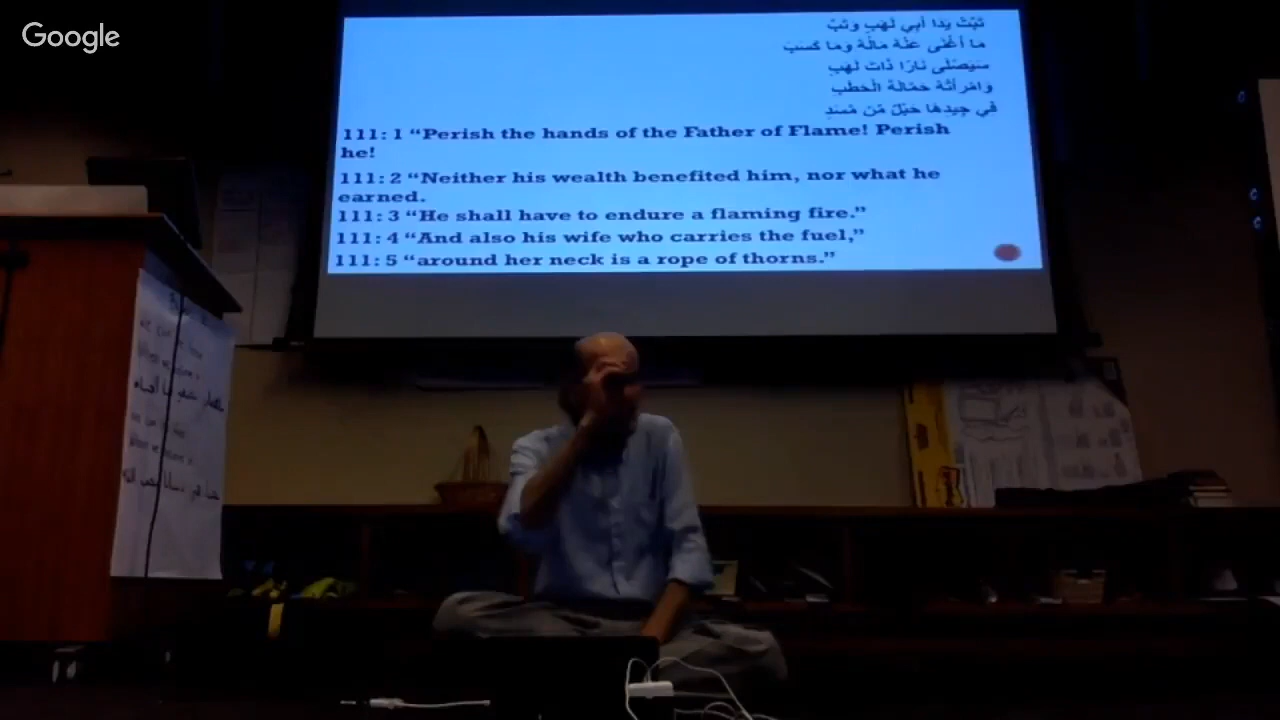 Google
تَبَّتْ يَدَا أَبِي لَهَبٍ وَتَبَّ
مَا أَغْنَى عَنْهُ مَالُهُ وَمَا كَسَبَ
سَيَصْلَى نَارًا ذَاتَ لَهَبٍ
وَامْرَأَتُهُ حَمَّالَةَ الْحَطَبِ
فِي جِيدِهَا حَبْلٌ مِّن مَّسَدٍ
111: 1 “Perish the hands of the Father of Flame! Perish
he!
111: 2 “Neither his wealth benefited him, nor what he
earned.
111: 3 “He shall have to endure a flaming fire.”
111: 4 “And also his wife who carries the fuel,”
111: 5 “around her neck is a rope of thorns.”